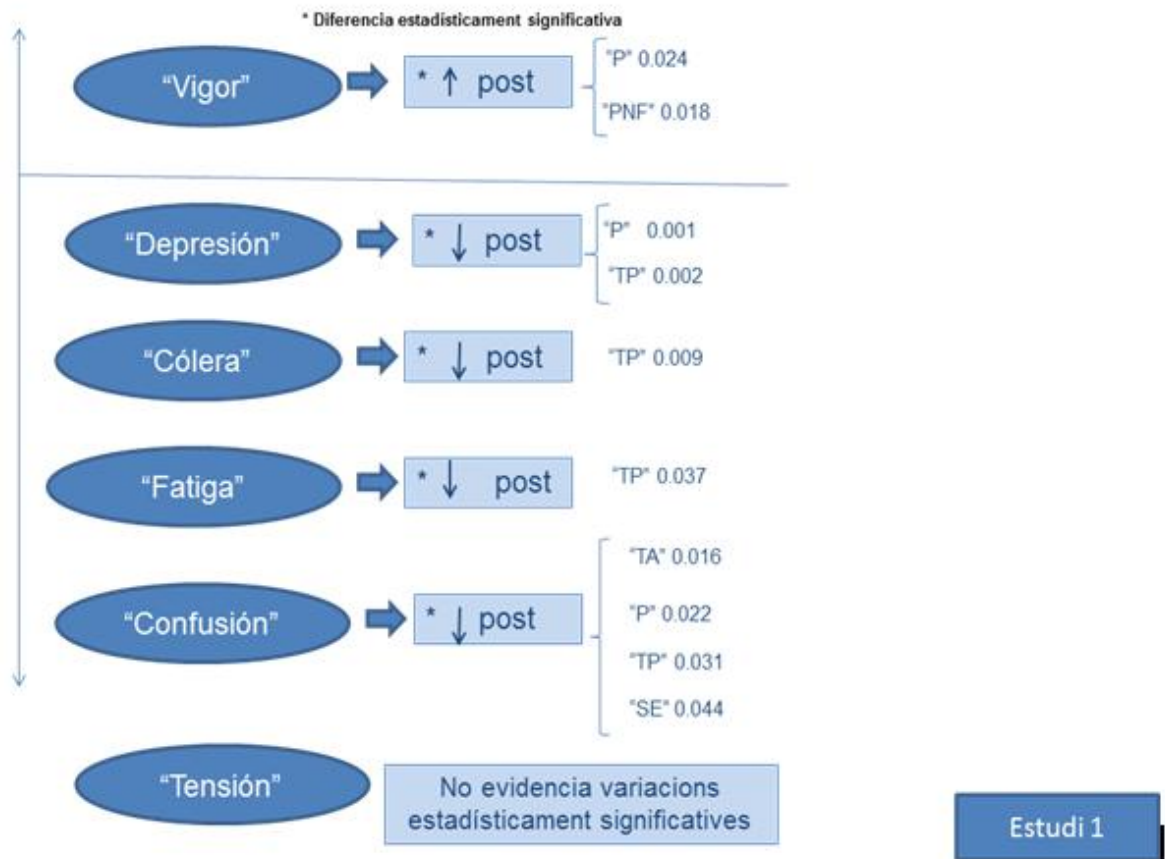 * Diferencia estadísticament significativa
“Vigor”
* ↑ post
"P" 0.024
"PNF" 0.018
“Depresión”
* ↓ post
"P" 0.001
"TP" 0.002
“Cólera”
* ↓ post
"TP" 0.009
“Fatiga”
* ↓ post
"TP" 0.037
“Confusión”
* ↓ post
"TA" 0.016
"P" 0.022
"TP" 0.031
"SE" 0.044
“Tensión”
No evidencia variacions
estadísticament significatives
Estudi 1